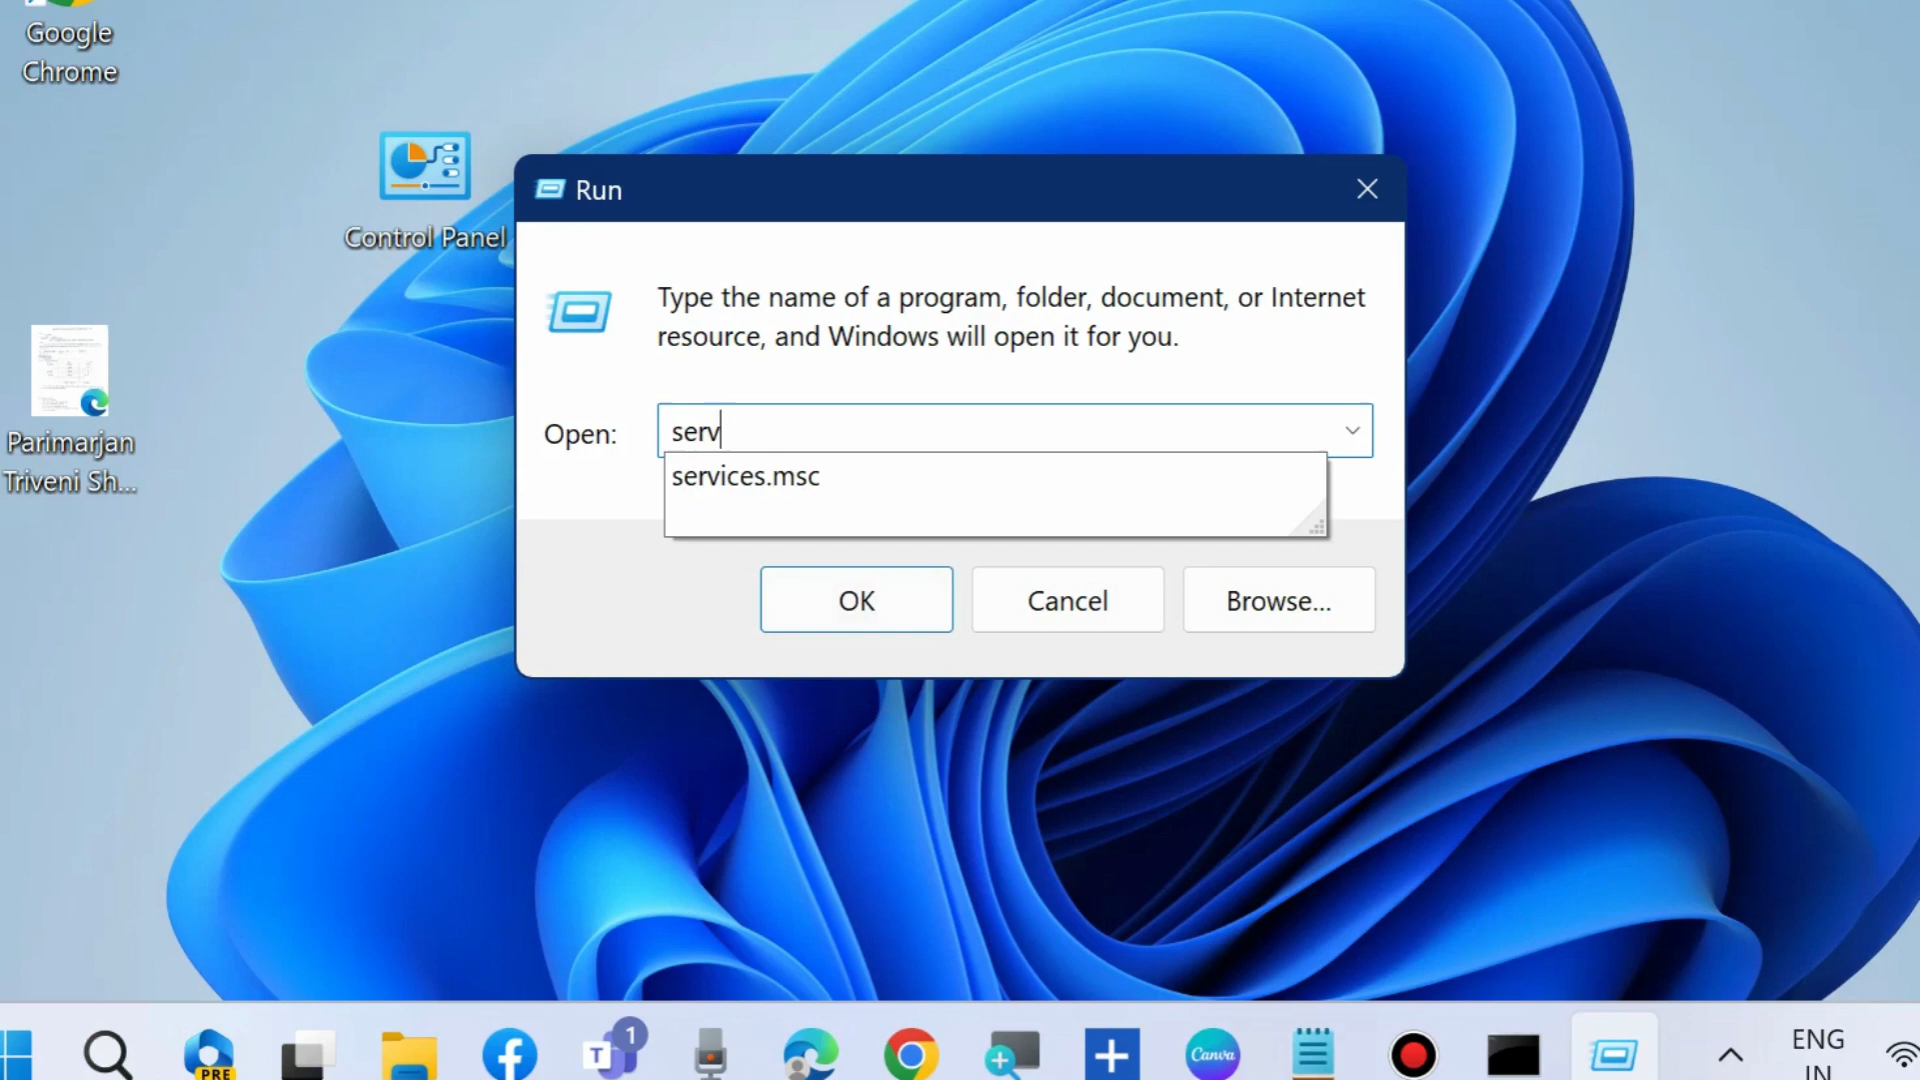 Google
Chrome
Control Panel
Parimarjan
Triveni Sh...
Run
Type the name of a program, folder, document, or Internet
resource, and Windows will open it for you.
Open:
serv
services.msc
OK
Cancel
Browse...
PRE
T
1
Canva
ENG
IN